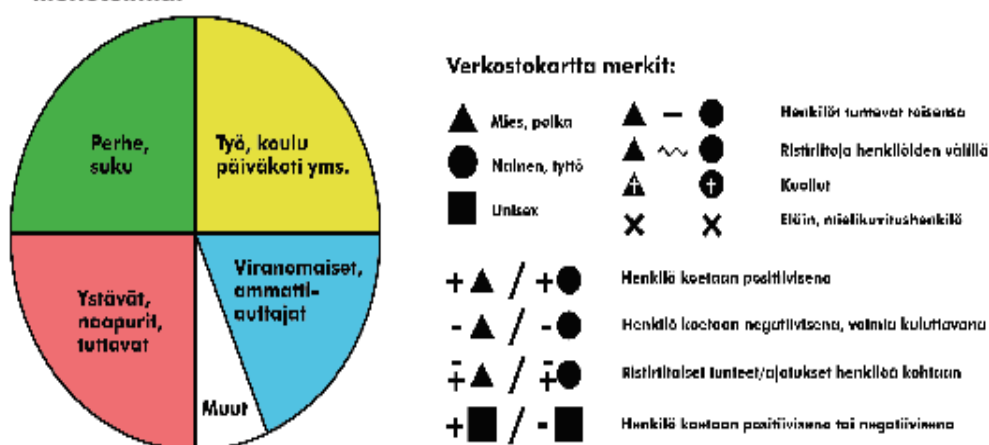 Perhe,
suku
Työ, koulu
päiväkoti yms.
Ystävät,
naapurit,
tuttavat
Viranomaiset,
ammatti-
auttajat
Muut
Verkostokartta merkit:
Mies, poika
Nainen, tyttö
Unisex
Henkilöt tuntevat toisensa
Ristiriitoja henkilöiden välillä
Kuollut
Eläin, mielikuvitushenkilö
+ / + Henkilö koetaan positiivisena
- / - Henkilö koetaan negatiivisena, voimia kuluttavana
-+ / -+ Ristiriitaiset tunteet/ajatukset henkilöä kohtaan
+ / - Henkilö koetaan positiivisena tai negatiivisena